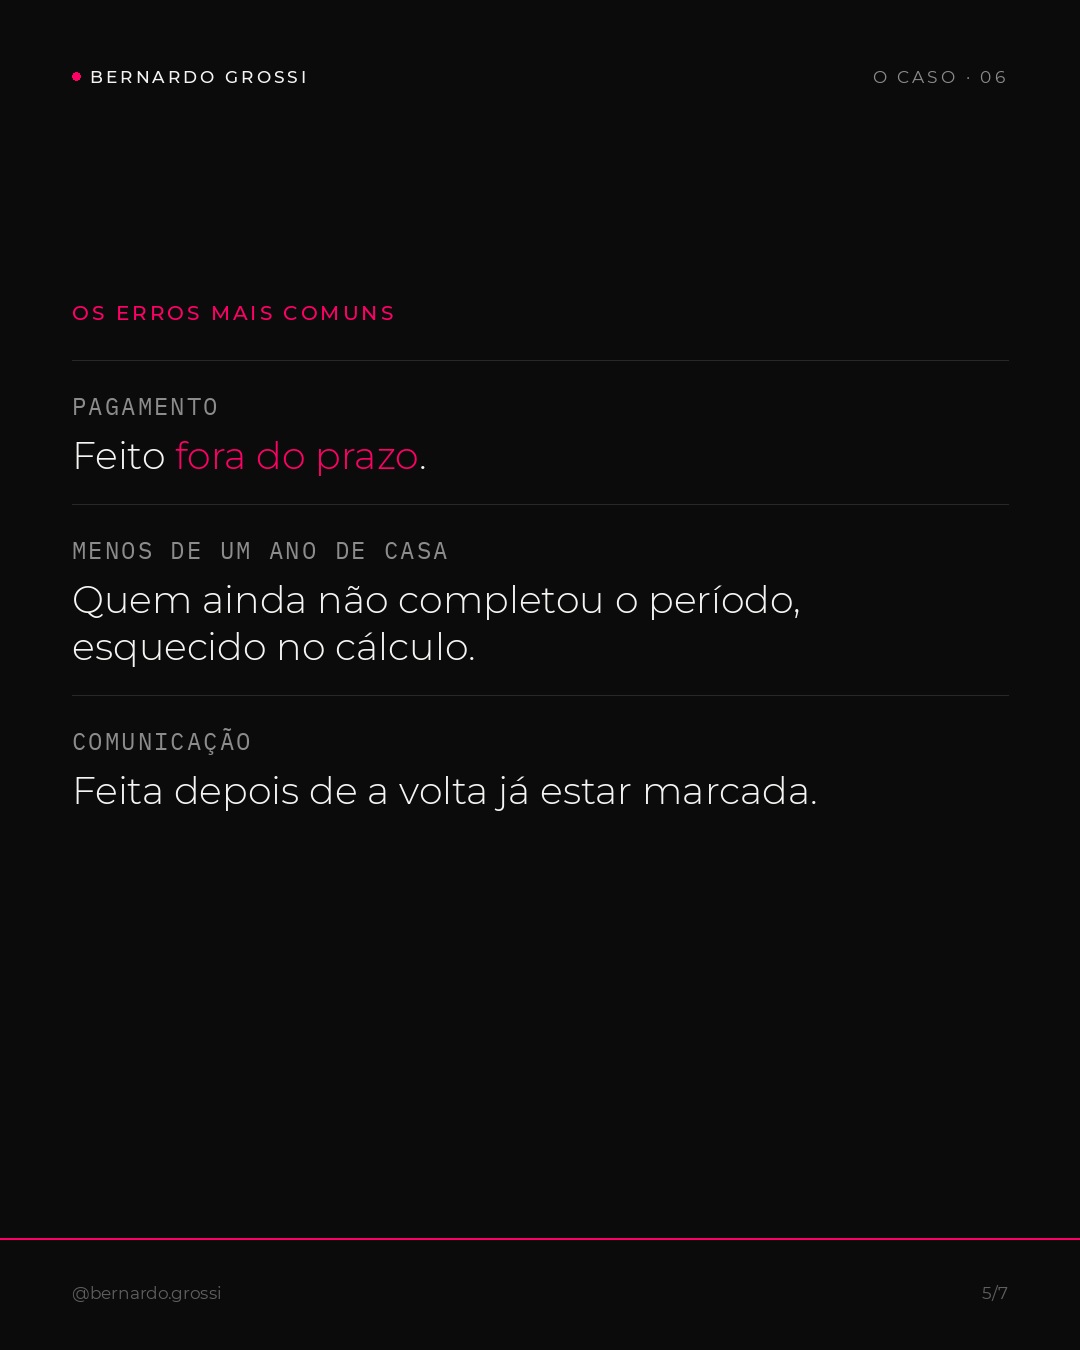 BERNARDO GROSSI
O CASO · 06
OS ERROS MAIS COMUNS
PAGAMENTO
Feito fora do prazo.
MENOS DE UM ANO DE CASA
Quem ainda não completou o período,
esquecido no cálculo.
COMUNICAÇÃO
Feita depois de a volta já estar marcada.
@bernardo.grossi
5/7